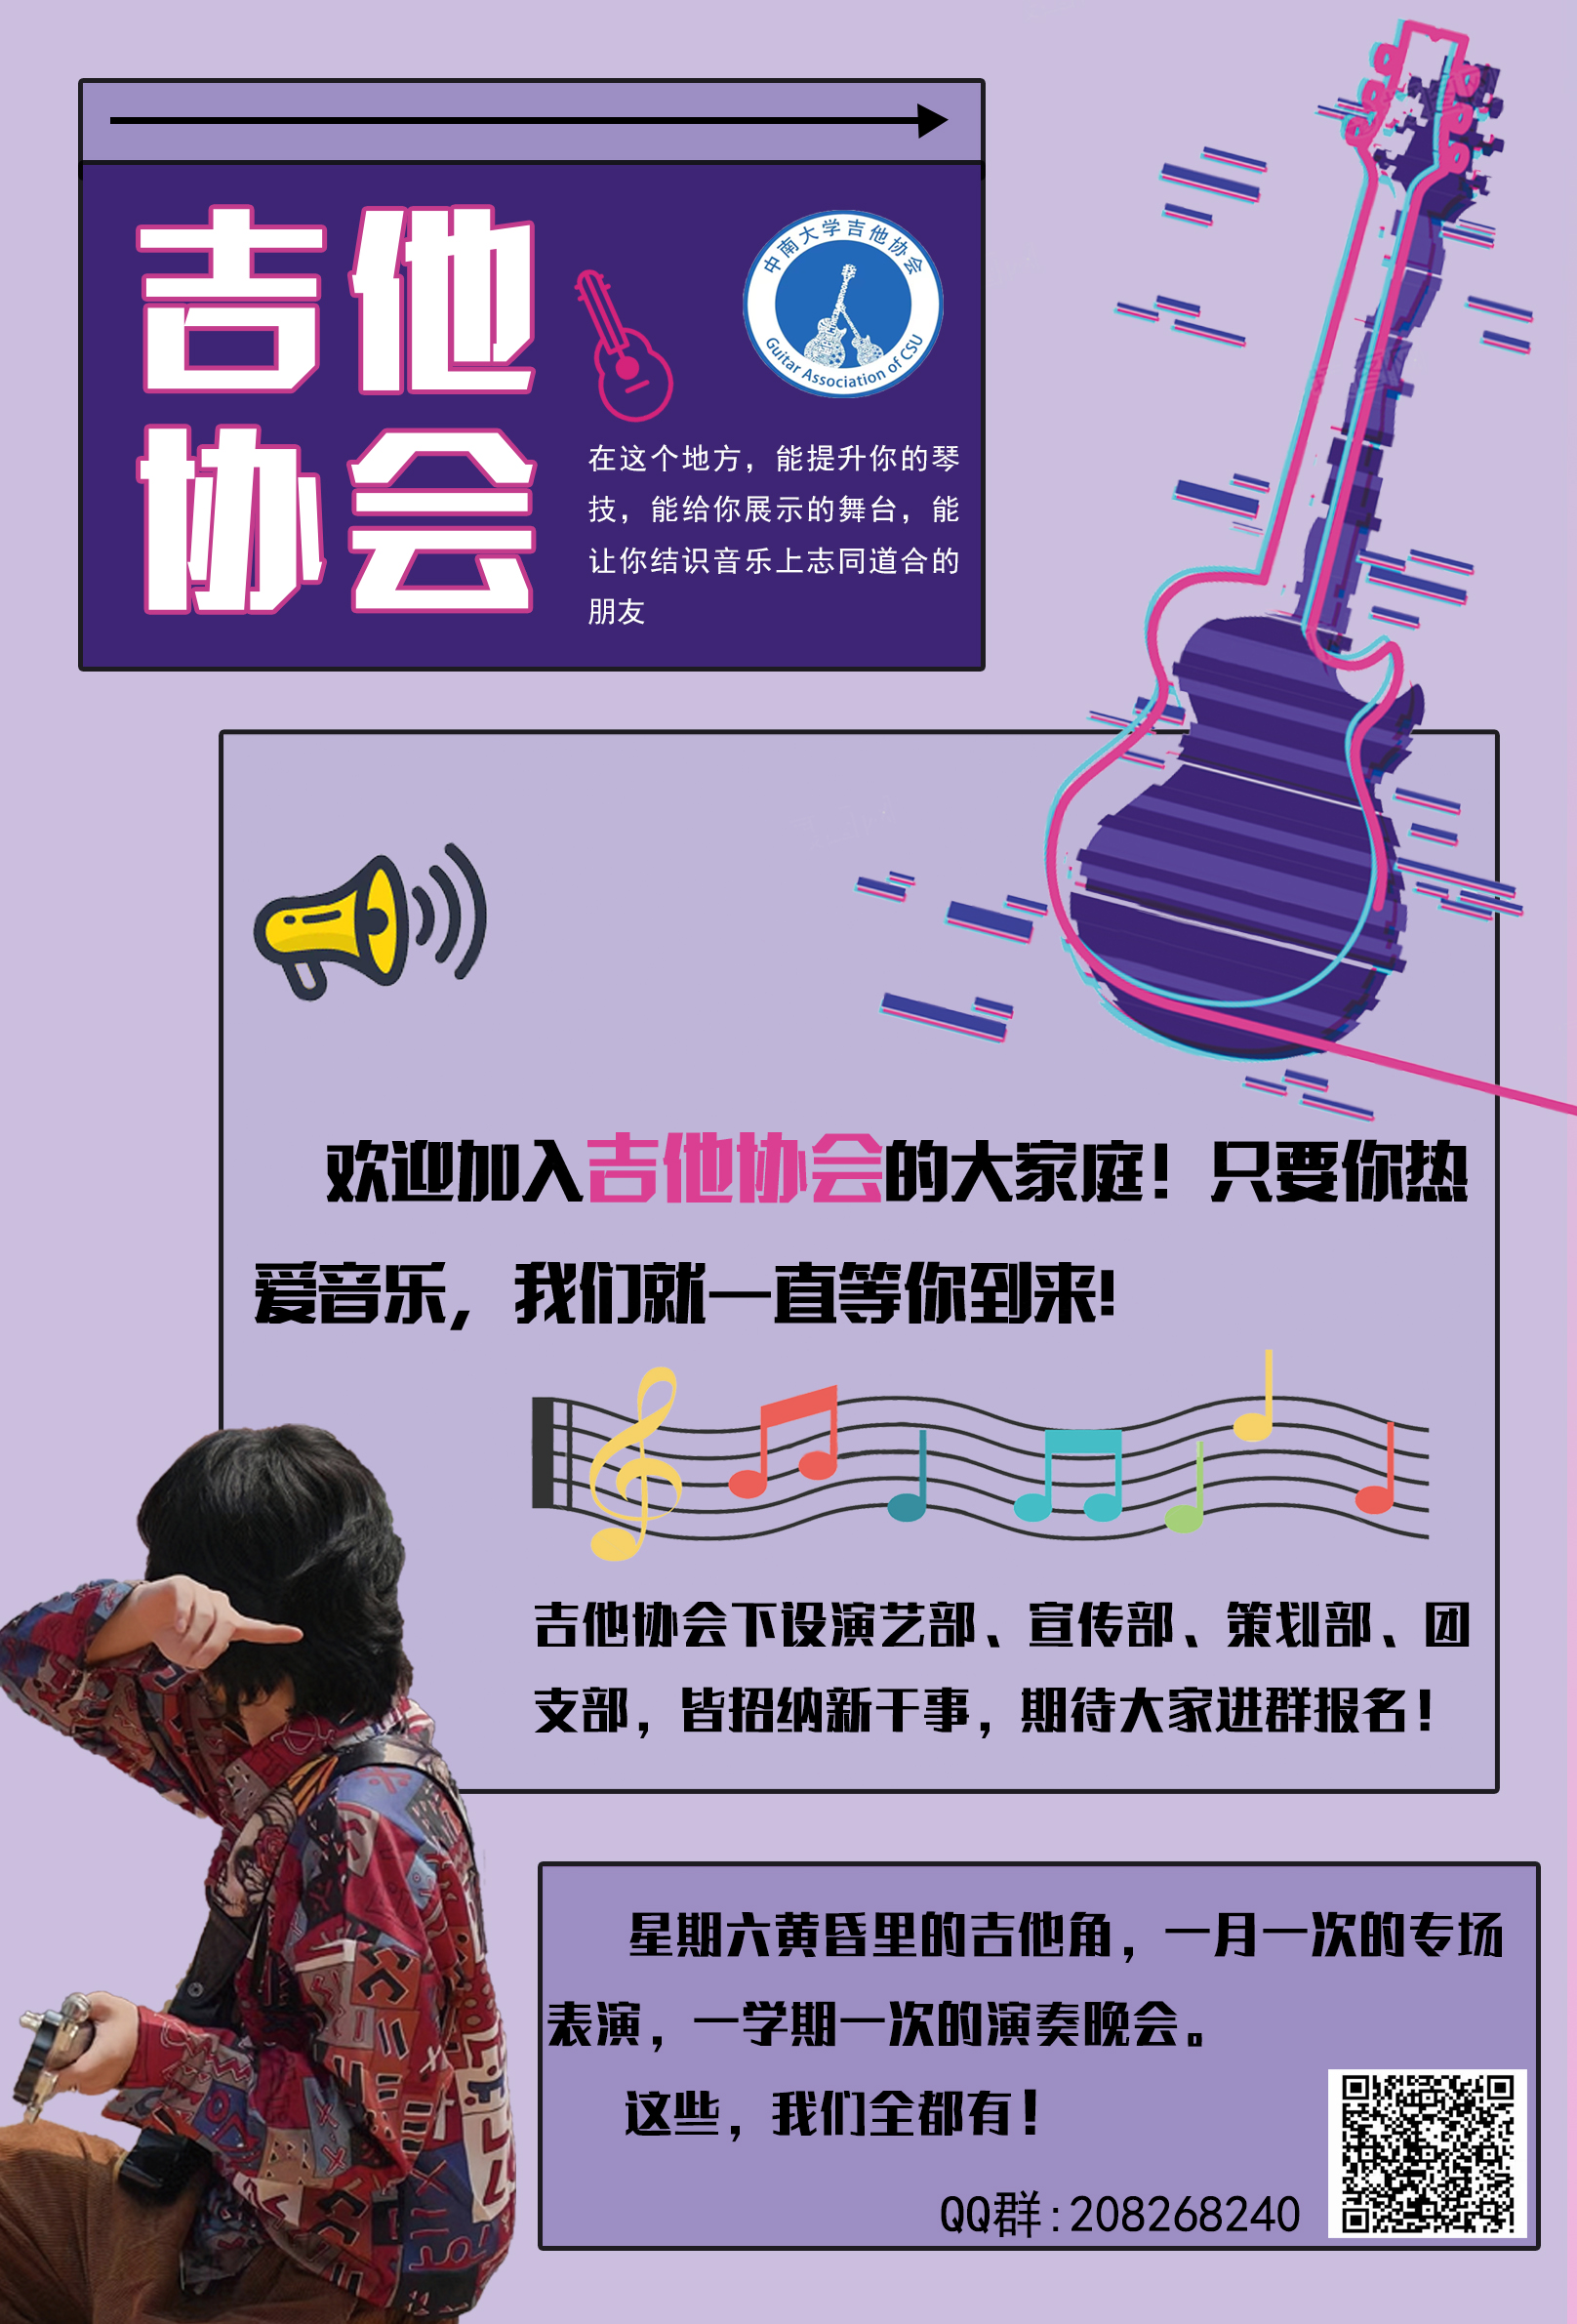 吉他
协会
中南大学吉他协会
Guitar Association of CSU
在这个地方，能提升你的琴
技，能给你展示的舞台，能
让你结识音乐上志同道合的
朋友
欢迎加入吉他协会的大家庭！只要你热
爱音乐，我们就一直等你到来！
吉他协会下设演艺部、宣传部、策划部、团
支部，皆招纳新干事，期待大家进群报名！
星期六黄昏里的吉他角，一月一次的专场
表演，一学期一次的演奏晚会。
这些，我们全都有！
QQ群:208268240